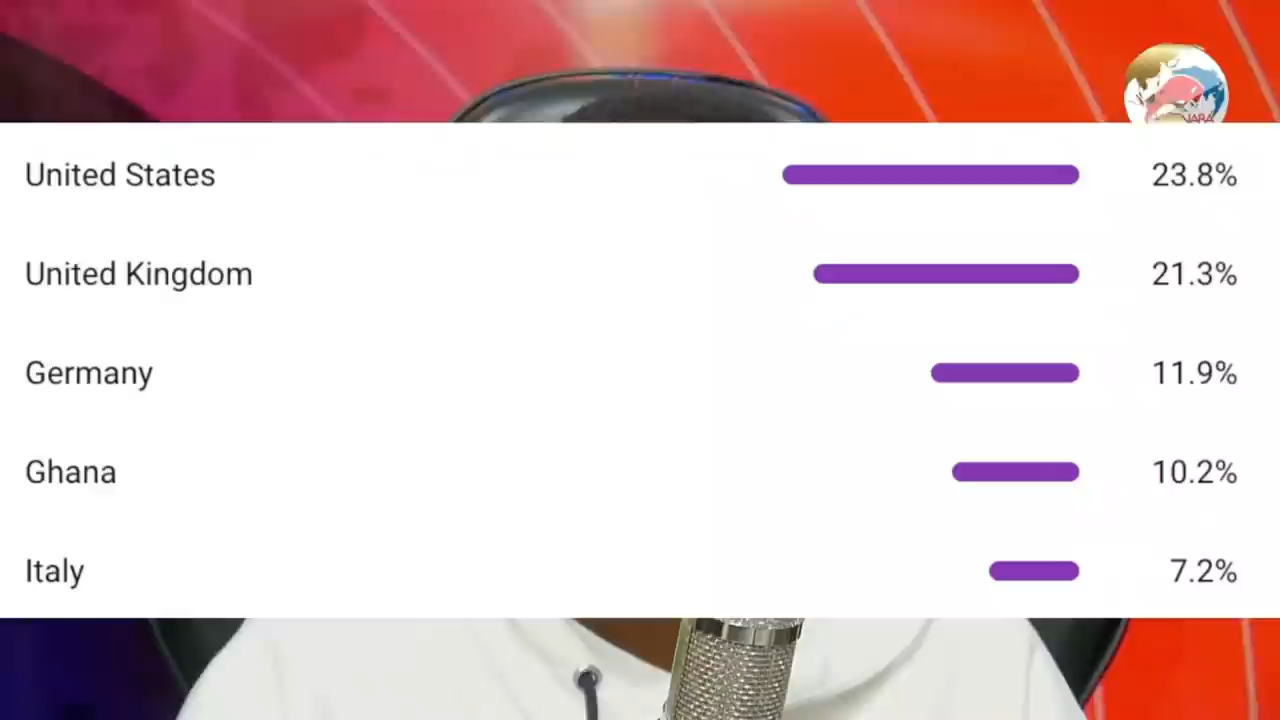 United States 23.8%
United Kingdom 21.3%
Germany 11.9%
Ghana 10.2%
Italy 7.2%